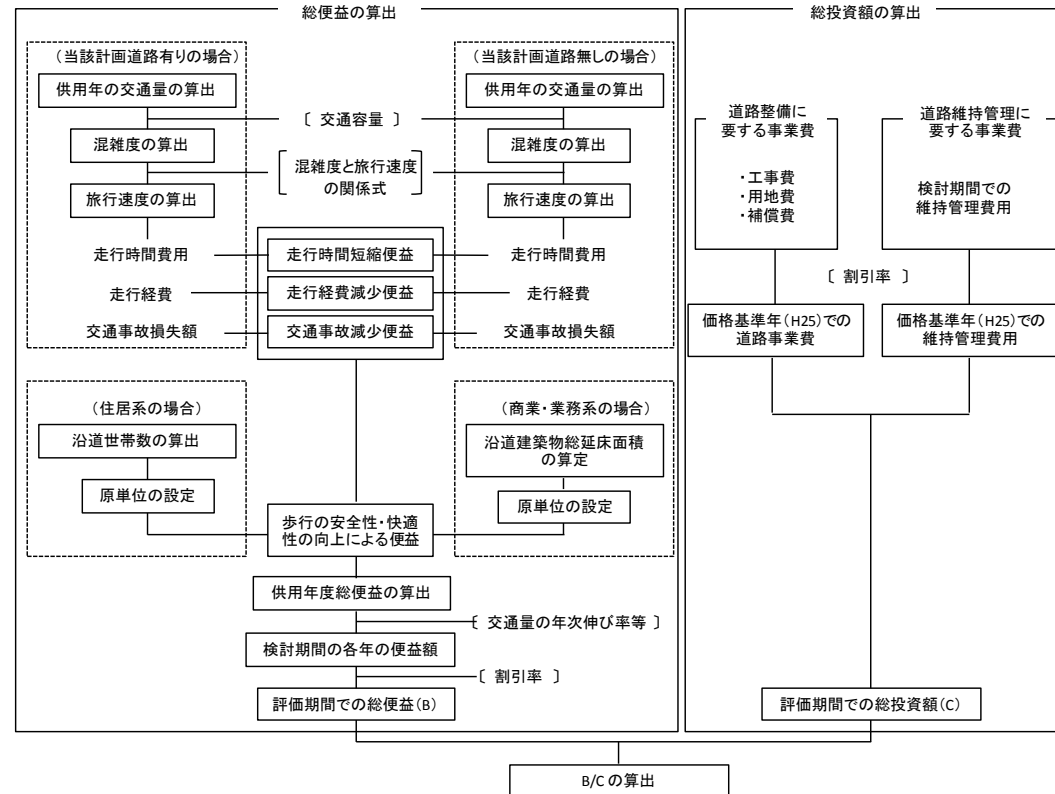 総便益の算出
(当該計画道路有りの場合)
供用年の交通量の算出
混雑度の算出
旅行速度の算出
走行時間費用
走行経費
交通事故損失額
〔 交通容量 〕
混雑度と旅行速度
の関係式
走行時間短縮便益
走行経費減少便益
交通事故減少便益
(当該計画道路無しの場合)
供用年の交通量の算出
混雑度の算出
旅行速度の算出
走行時間費用
走行経費
交通事故損失額
(住居系の場合)
沿道世帯数の算出
原単位の設定
(商業・業務系の場合)
沿道建築物総延床面積
の算定
原単位の設定
歩行の安全性・快適
性の向上による便益
供用年度総便益の算出
〔 交通量の年次伸び率等 〕
検討期間の各年の便益額
〔 割引率 〕
評価期間での総便益(B)
総投資額の算出
道路整備に
要する事業費
・工事費
・用地費
・補償費
道路維持管理に
要する事業費
検討期間での
維持管理費用
〔 割引率 〕
価格基準年(H25)での
道路事業費
価格基準年(H25)での
維持管理費用
評価期間での総投資額(C)
B/C の算出